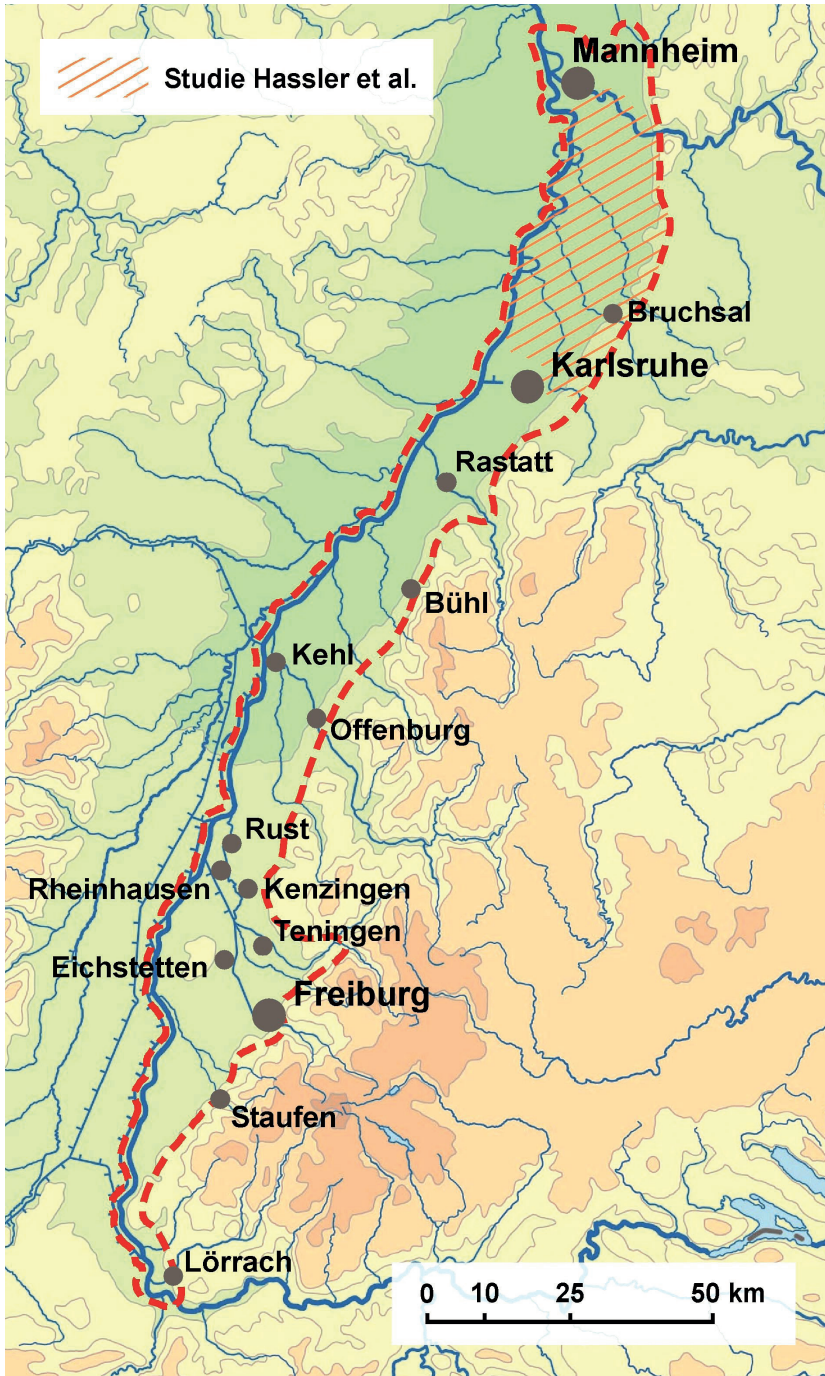 Mannheim
Studie Hassler et al.
Bruchsal
Karlsruhe
Rastatt
Bühl
Kehl
Offenburg
Rust
Rheinhausen
Kenzingen
Teningen
Eichstetten
Freiburg
Staufen
Lörrach
0 10 25 50 km